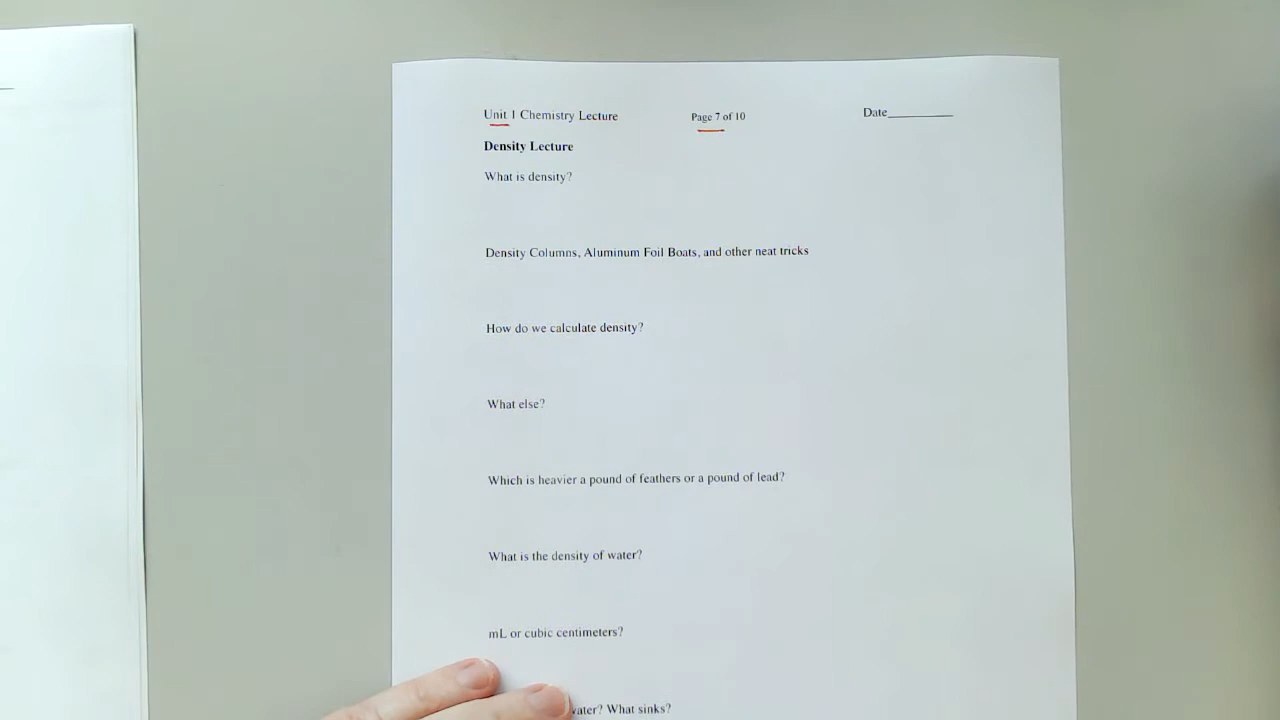 Unit 1 Chemistry Lecture Page 7 of 10 Date__________
Density Lecture
What is density?
Density Columns, Aluminum Foil Boats, and other neat tricks
How do we calculate density?
What else?
Which is heavier a pound of feathers or a pound of lead?
What is the density of water?
mL or cubic centimeters?
water? What sinks?